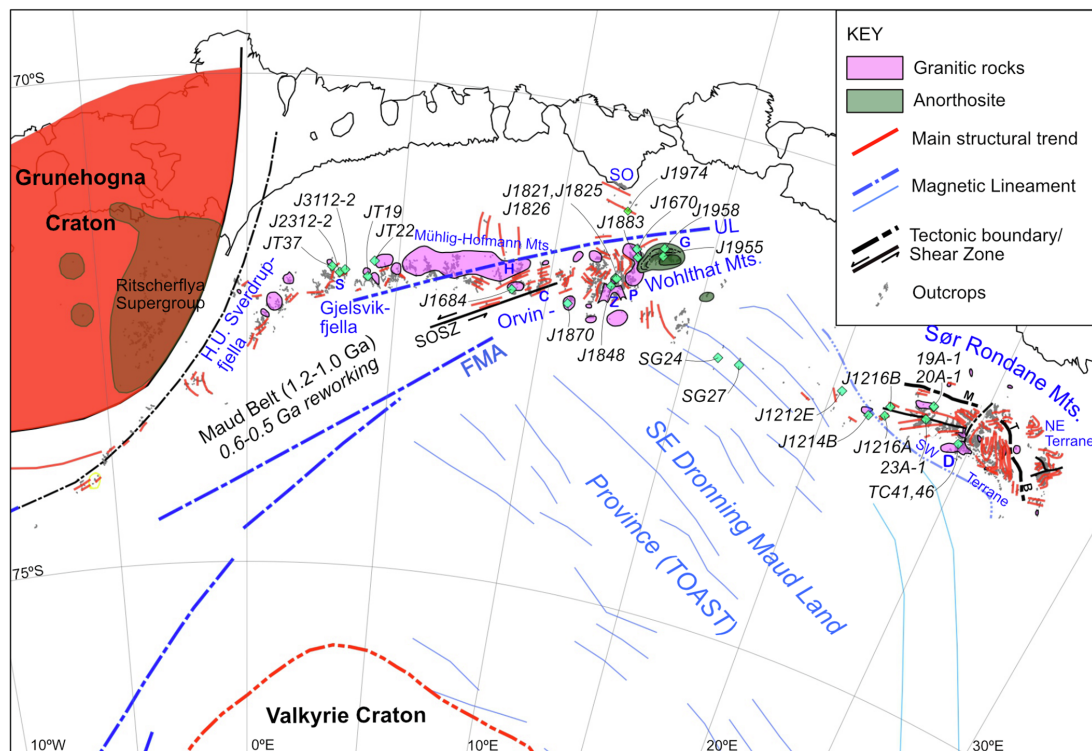 KEY
Granitic rocks
Anorthosite
Main structural trend
Magnetic Lineament
Tectonic boundary/
Shear Zone
Outcrops
70ºS
Grunehogna
Craton
Ritscherflya
Supergroup
H.U. Sverdrup-
fjella
J3112-2
J2312-2
JT37
JT19
JT22
S
Gjelsvik-
fjella
Mühlig-Hofmann Mts.
H
J1684
SOSZ
C
Orvin -
J1821,J1825
J1826
SO
J1974
J1670
J1883
J1958
UL
G
J1955
Wohlthat Mts.
P
Z
J1870
J1848
FMA
Maud Belt (1.2-1.0 Ga)
0.6-0.5 Ga reworking
SG24
SG27
Sør Rondane Mts.
19A-1
20A-1
J1216B
J1212E
J1214B
J1216A
23A-1
TC41,46
M
T
B
NE
Terrane
SW
Terrane
D
SE Dronning Maud Land
Province (TOAST)
75ºS
Valkyrie Craton
10ºW
0ºE
10ºE
20ºE
30ºE